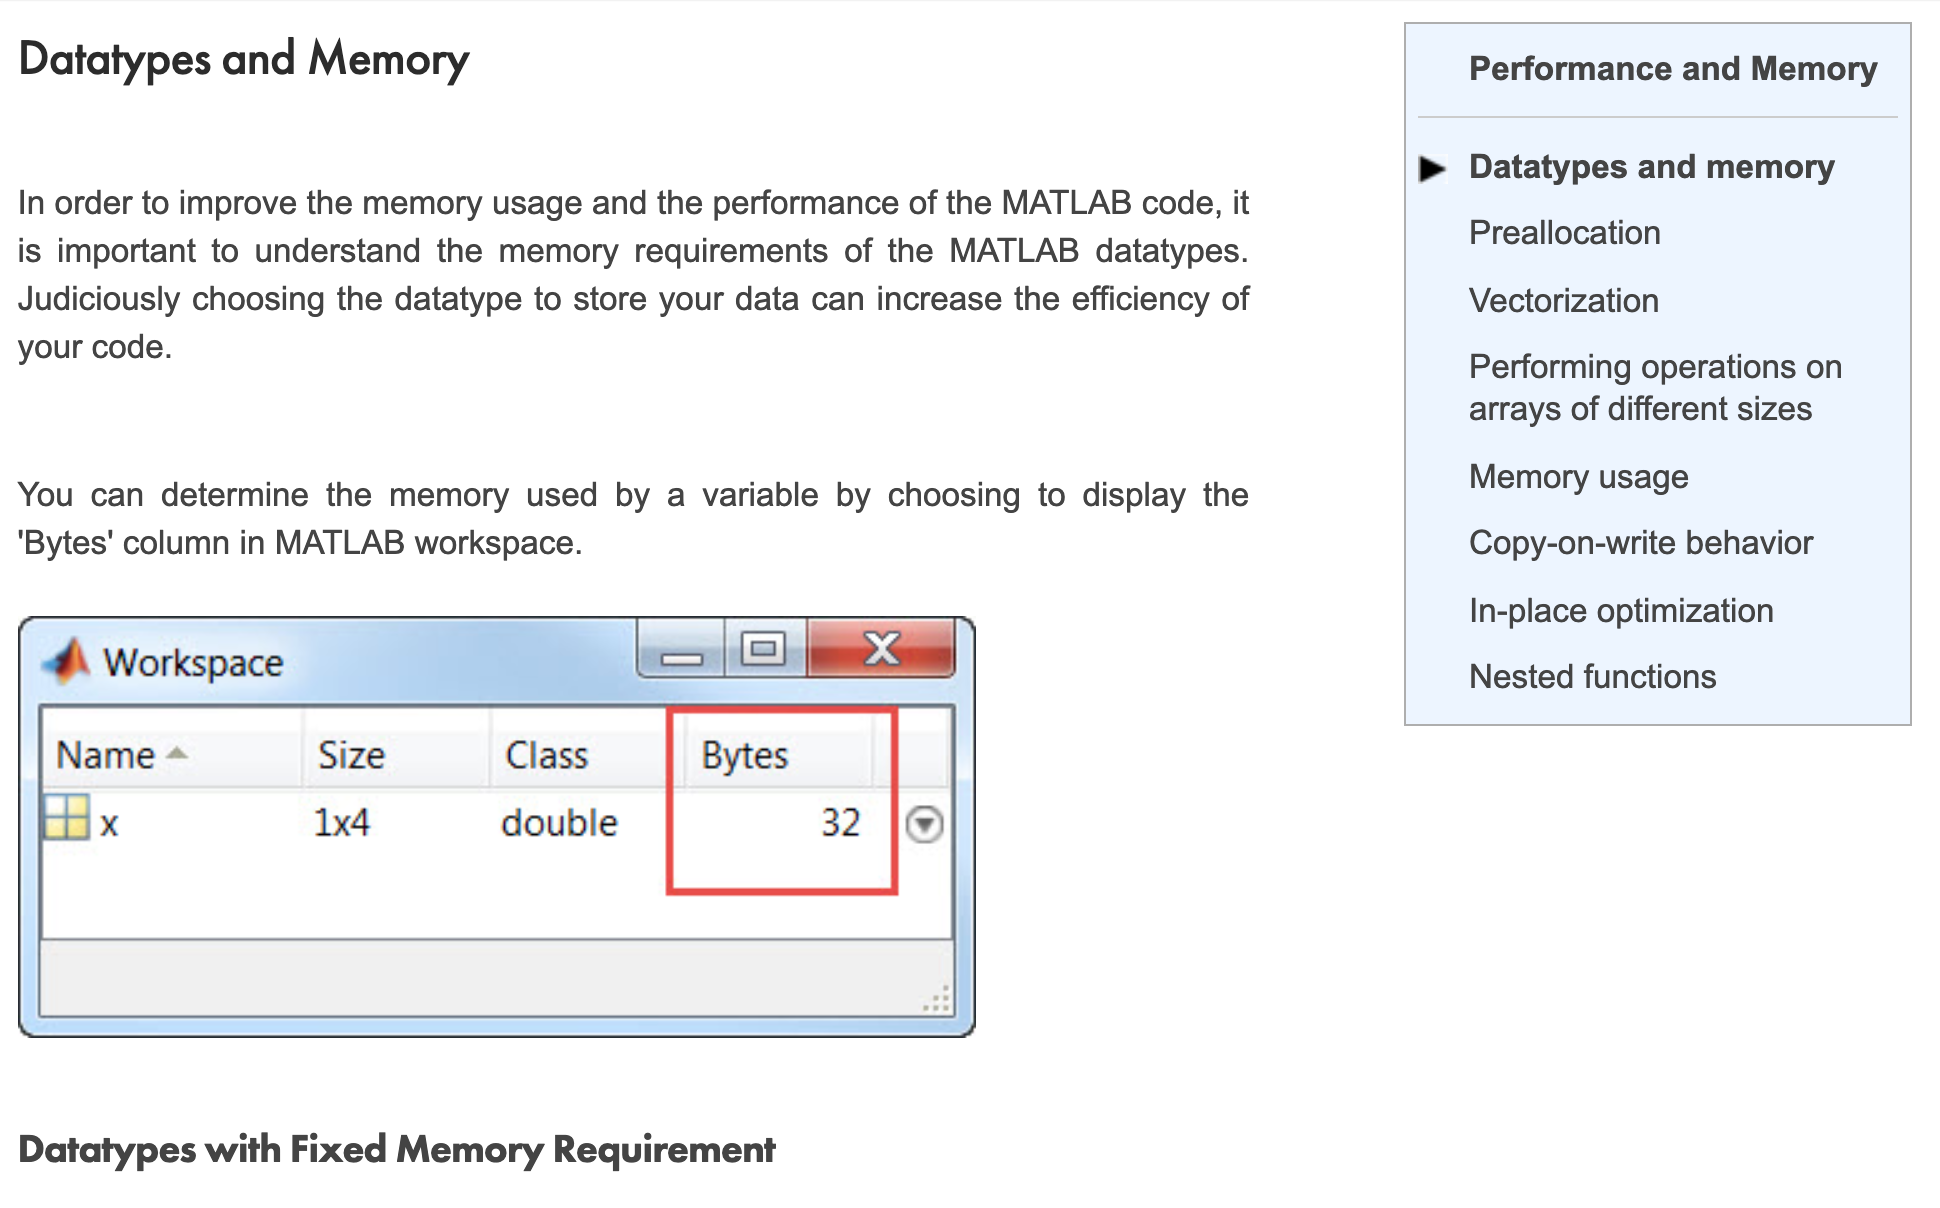 Datatypes and Memory
In order to improve the memory usage and the performance of the MATLAB code, it
is important to understand the memory requirements of the MATLAB datatypes.
Judiciously choosing the datatype to store your data can increase the efficiency of
your code.
You can determine the memory used by a variable by choosing to display the
'Bytes' column in MATLAB workspace.
Workspace
Name Size Class Bytes
x 1x4 double 32
Datatypes with Fixed Memory Requirement
Performance and Memory
Datatypes and memory
Preallocation
Vectorization
Performing operations on
arrays of different sizes
Memory usage
Copy-on-write behavior
In-place optimization
Nested functions